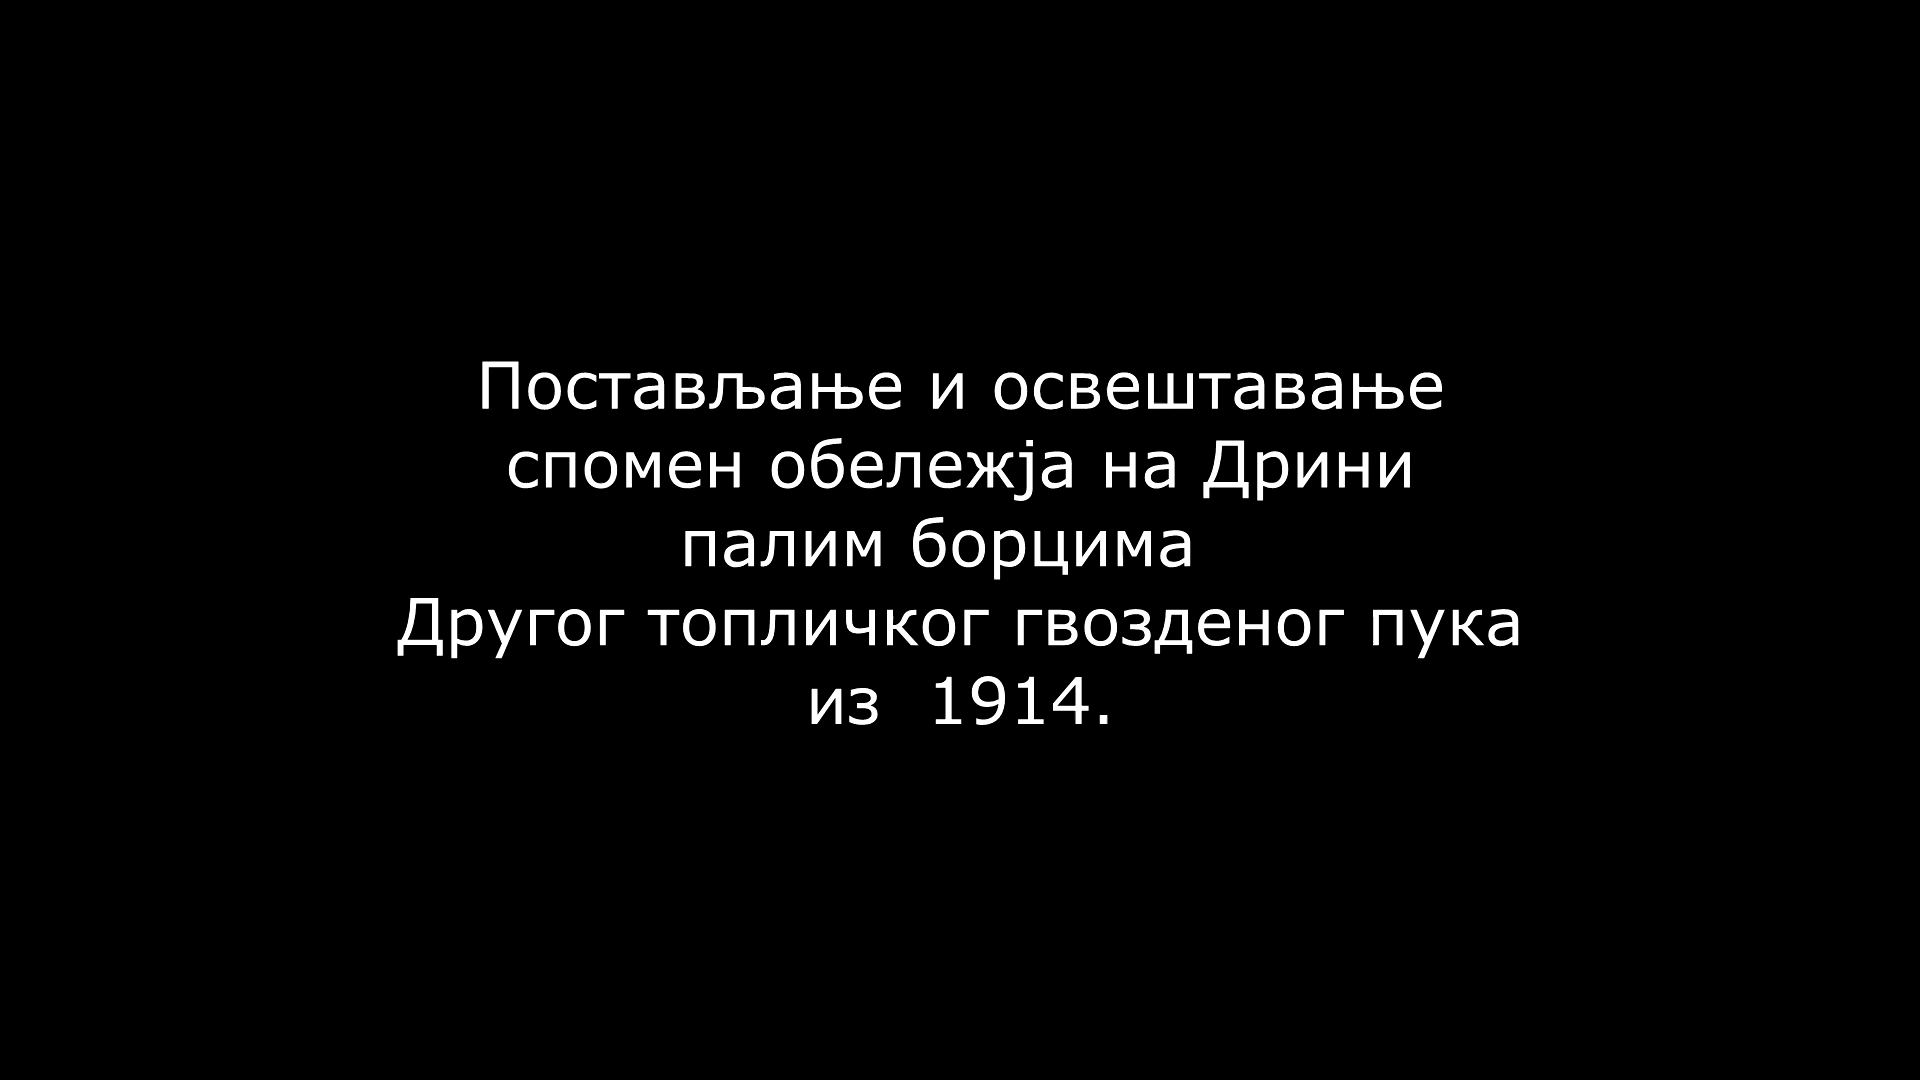 Постављање и освештавање
спомен обележја на Дрини
палим борцима
Другог топличког гвозденог пука
из  1914.